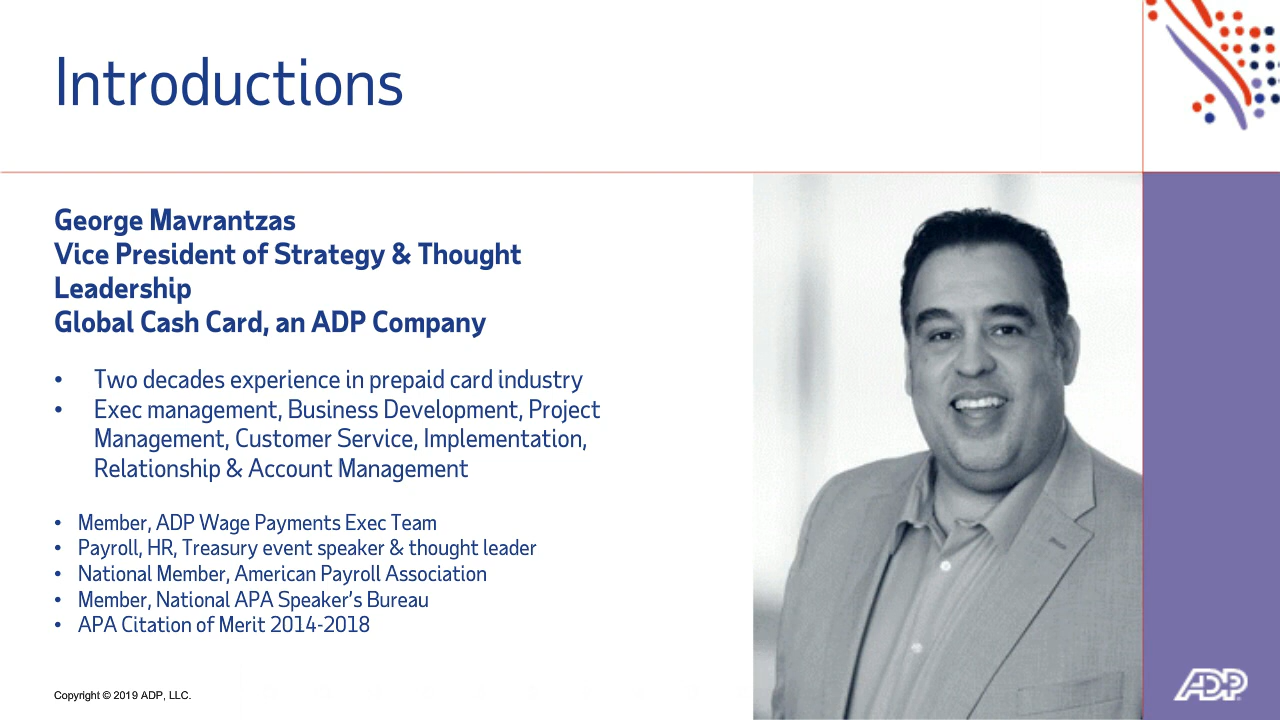 Introductions
George Mavrantzas
Vice President of Strategy & Thought
Leadership
Global Cash Card, an ADP Company
• Two decades experience in prepaid card industry
• Exec management, Business Development, Project
Management, Customer Service, Implementation,
Relationship & Account Management
• Member, ADP Wage Payments Exec Team
• Payroll, HR, Treasury event speaker & thought leader
• National Member, American Payroll Association
• Member, National APA Speaker’s Bureau
• APA Citation of Merit 2014-2018
Copyright © 2019 ADP, LLC.
ADP